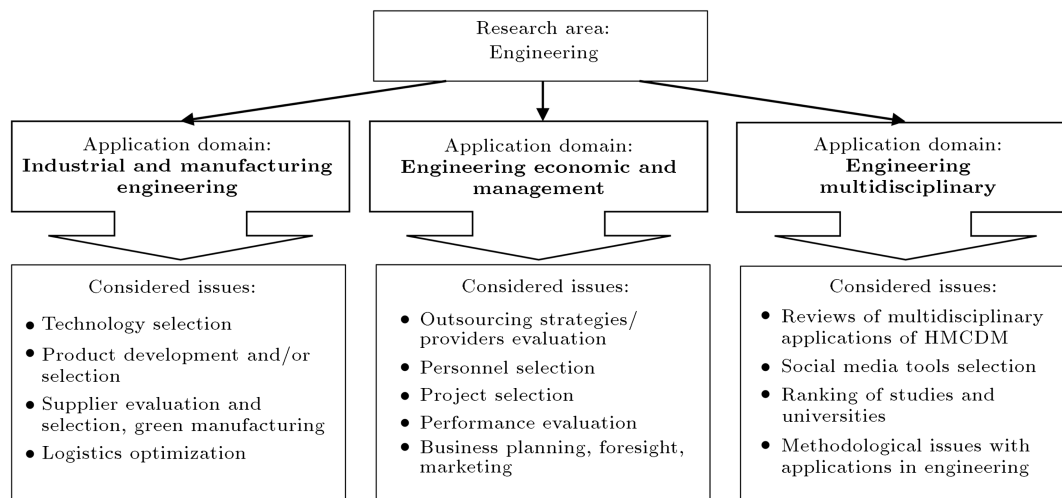 Research area:
Engineering
Application domain:
Industrial and manufacturing
engineering
Application domain:
Engineering economic and
management
Application domain:
Engineering
multidisciplinary
Considered issues:
• Technology selection
• Product development and/or
selection
• Supplier evaluation and
selection, green manufacturing
• Logistics optimization
Considered issues:
• Outsourcing strategies/
providers evaluation
• Personnel selection
• Project selection
• Performance evaluation
• Business planning, foresight,
marketing
Considered issues:
• Reviews of multidisciplinary
applications of HMCDM
• Social media tools selection
• Ranking of studies and
universities
• Methodological issues with
applications in engineering